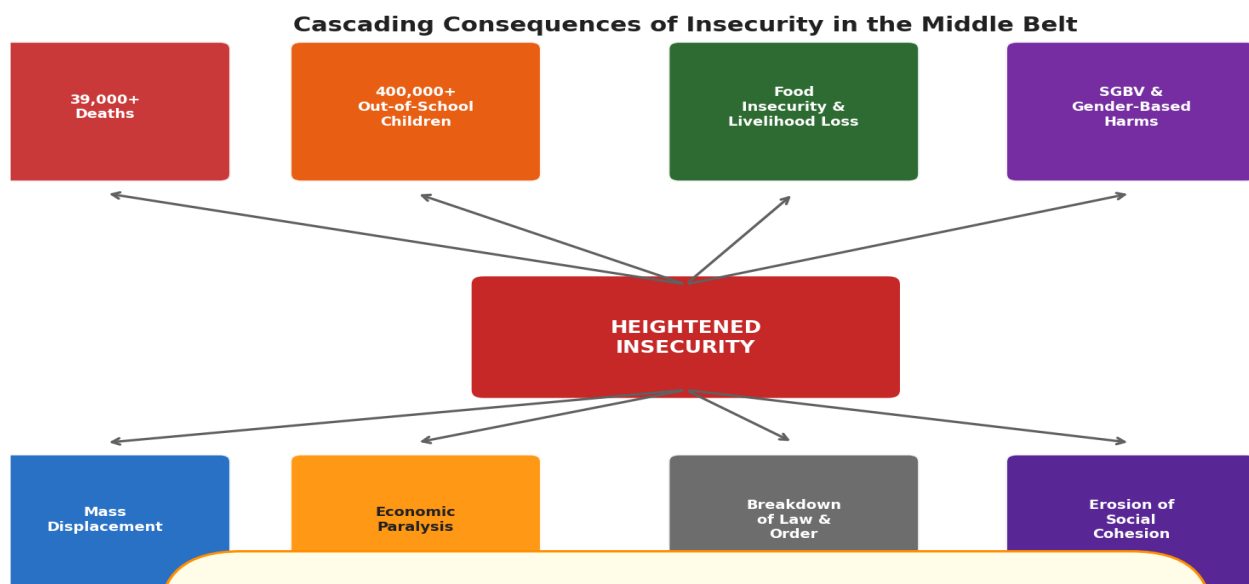 Cascading Consequences of Insecurity in the Middle Belt
39,000+
Deaths
400,000+
Out-of-School
Children
Food
Insecurity &
Livelihood Loss
SGBV &
Gender-Based
Harms
HEIGHTENED
INSECURITY
Mass
Displacement
Economic
Paralysis
Breakdown
of Law &
Order
Erosion of
Social
Cohesion